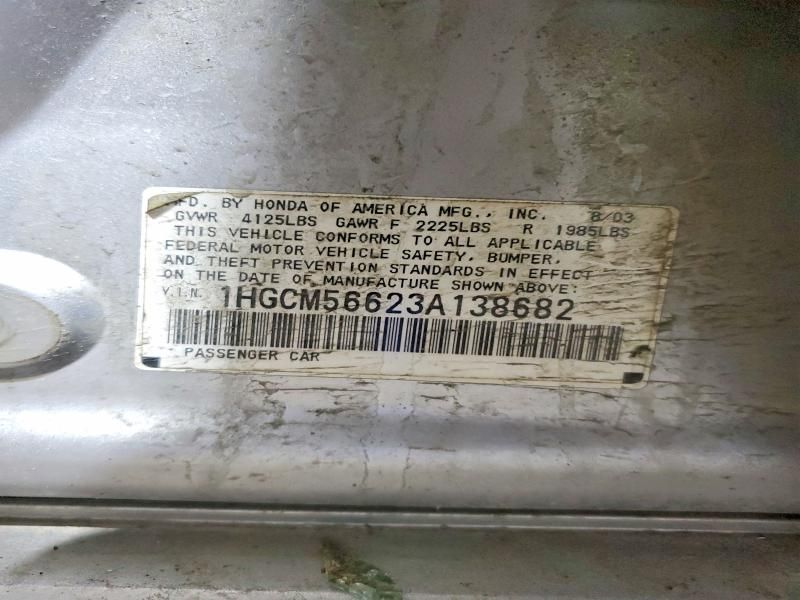 MFD. BY HONDA OF AMERICA MFG., INC. 8/03
GVWR 4125LBS GAWR F 2225LBS R 1985LBS
THIS VEHICLE CONFORMS TO ALL APPLICABLE
FEDERAL MOTOR VEHICLE SAFETY, BUMPER,
AND THEFT PREVENTION STANDARDS IN EFFECT
ON THE DATE OF MANUFACTURE SHOWN ABOVE:
V.I.N. 1HGCM56623A138682
PASSENGER CAR